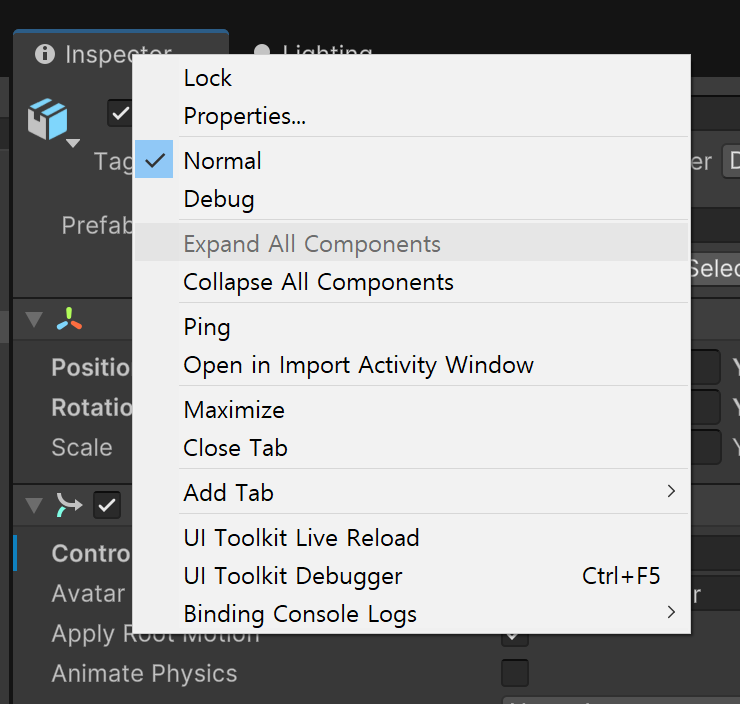 Inspector
Lighting
Lock
Properties...
Normal
Debug
Expand All Components
Collapse All Components
Ping
Open in Import Activity Window
Maximize
Close Tab
Add Tab
UI Toolkit Live Reload
UI Toolkit Debugger Ctrl+F5
Binding Console Logs
Tag
er D
Prefab
Selec
Positio
Y
Rotatio
Y
Scale
Y
Contro
Avatar
r
Apply Root Motion
Animate Physics